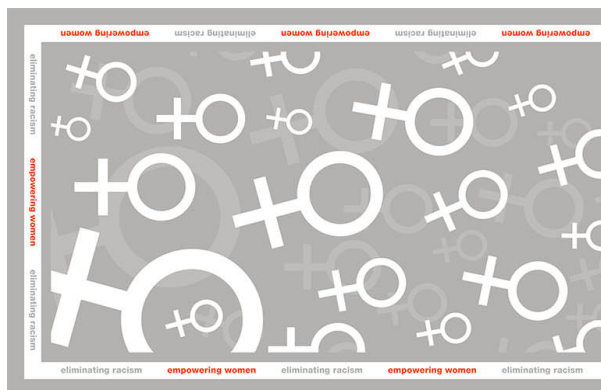 empowering women eliminating racism empowering women eliminating racism empowering women
eliminating racism
empowering women
eliminating racism
eliminating racism empowering women eliminating racism empowering women eliminating racism